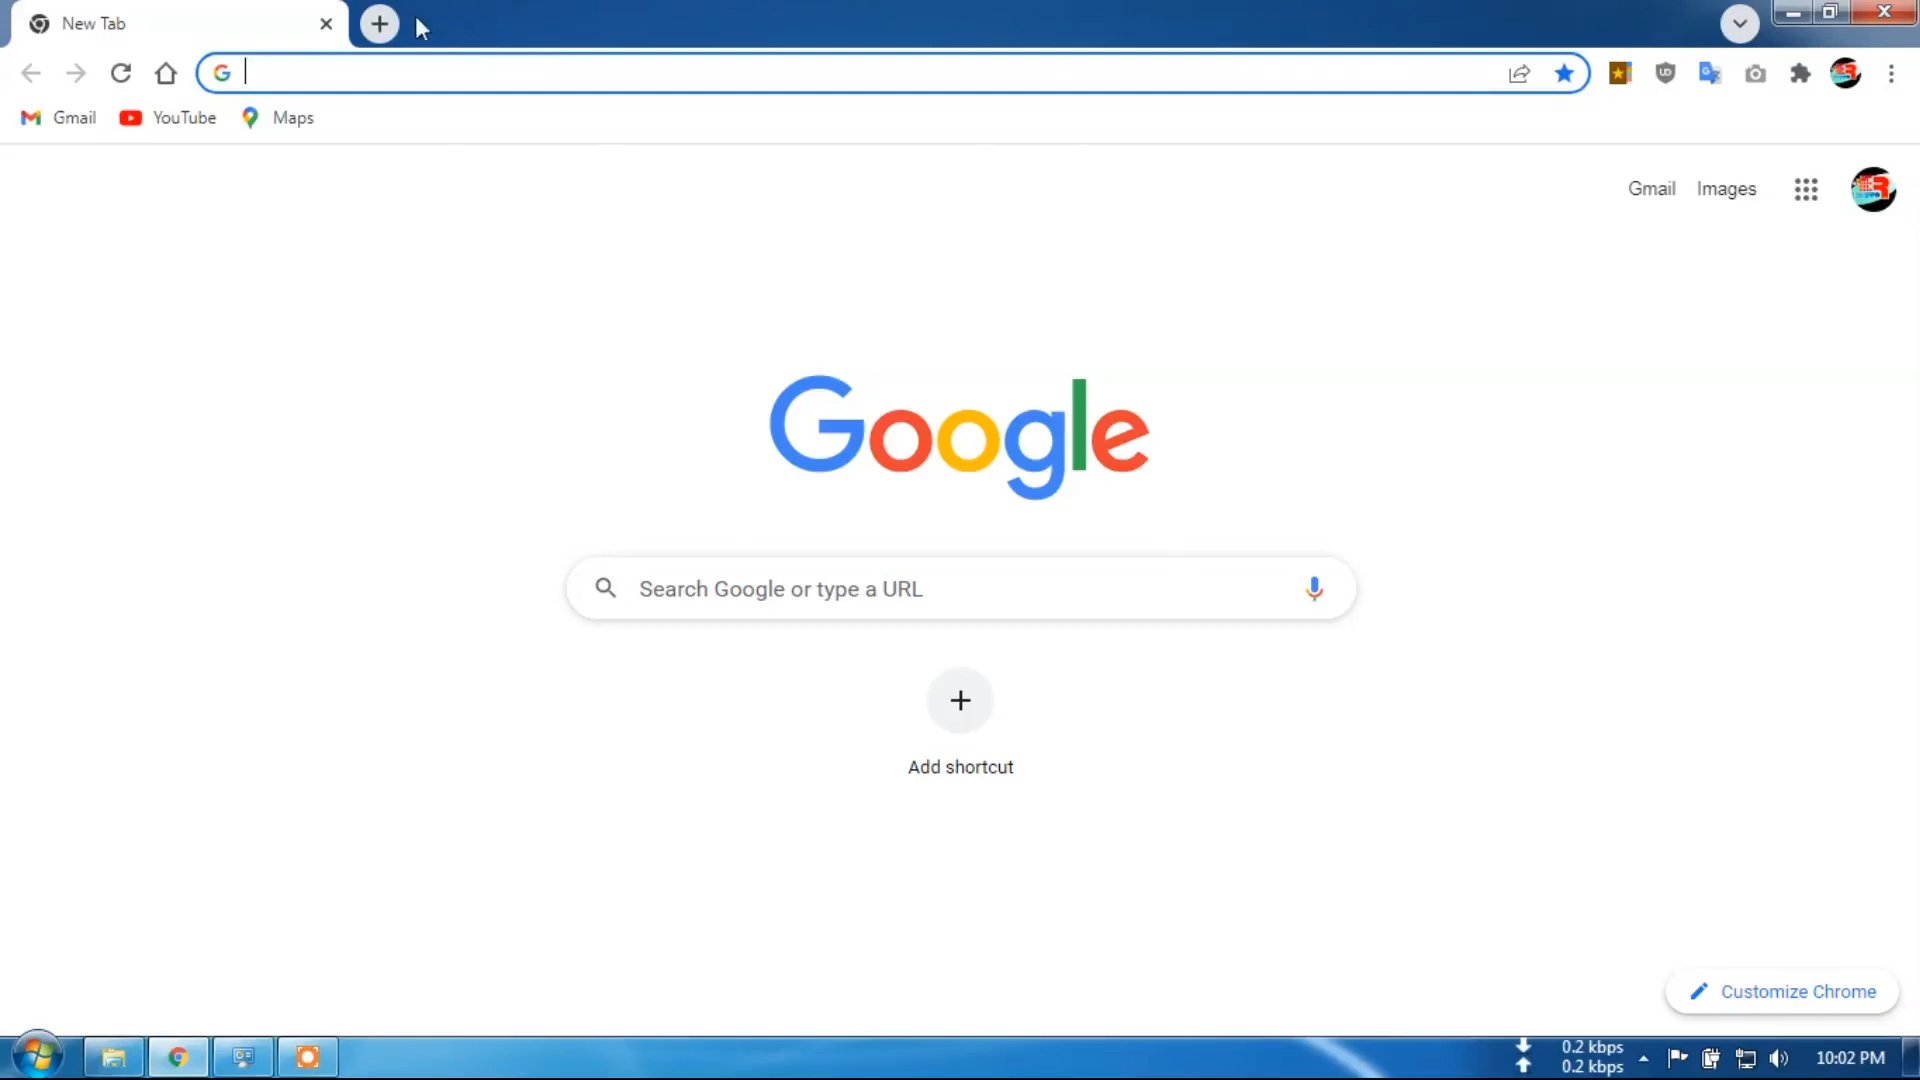 New Tab
Gmail
YouTube
Maps
Gmail
Images
Google
Search Google or type a URL
Add shortcut
Customize Chrome
0.2 kbps
0.2 kbps
10:02 PM